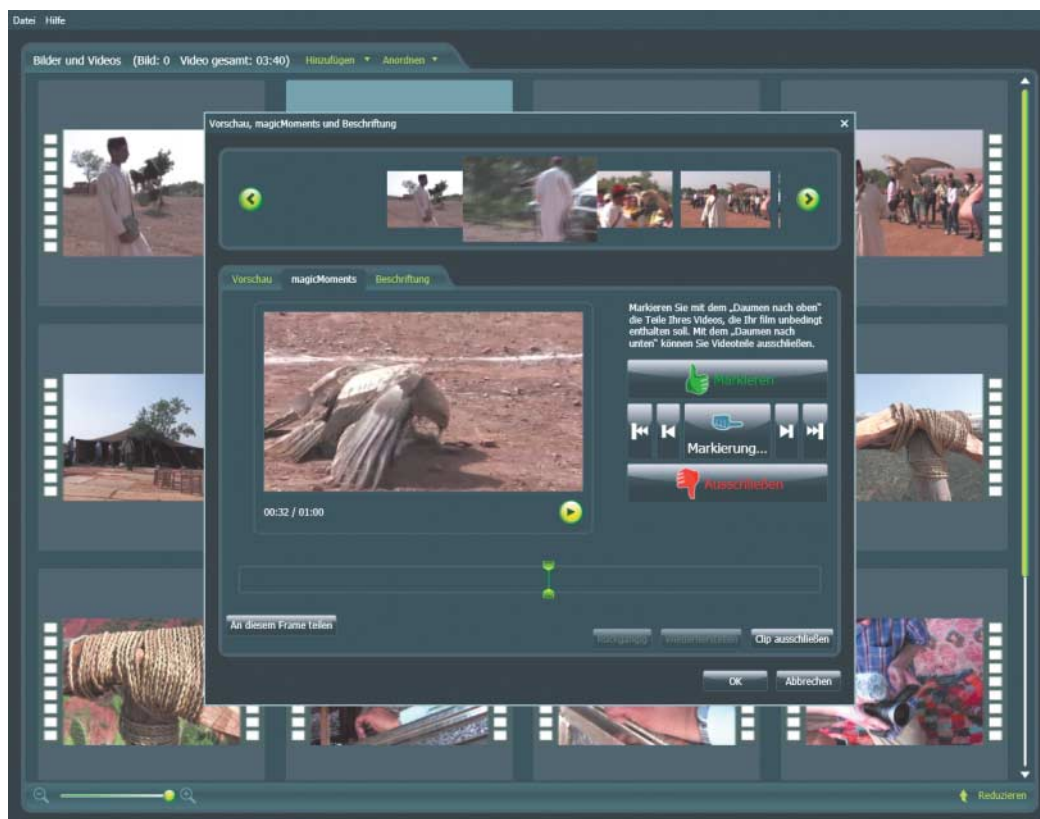 Datei Hilfe
Bilder und Videos (Bild: 0 Video gesamt: 03:40) Hinzufügen Anordnen
Vorschau, magicMoments und Beschriftung
Vorschau magicMoments Beschriftung
Markieren Sie mit dem „Daumen nach oben"
die Teile Ihres Videos, die Ihr film unbedingt
enthalten soll. Mit dem „Daumen nach
unten" können Sie Videoteile ausschließen.
Markieren
Markierung...
Ausschließen
00:32 / 01:00
An diesem Frame teilen
Rückgängig Clip ausschließen
OK Abbrechen
Reduzieren